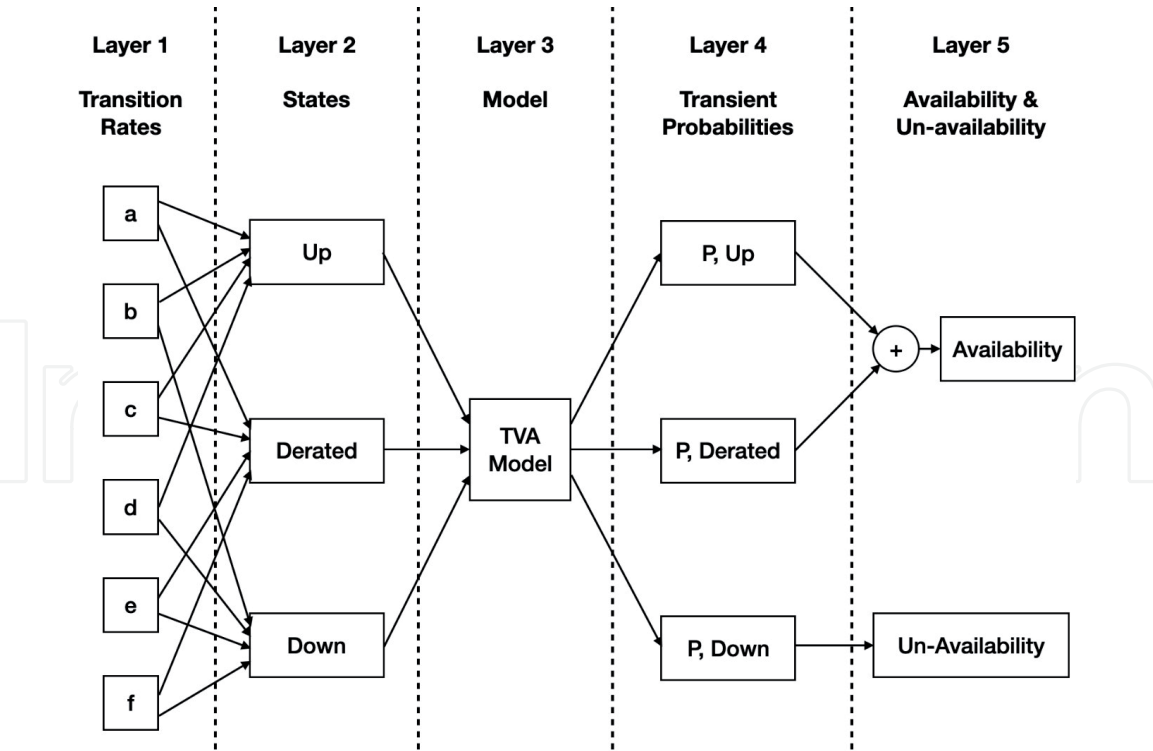 Layer 1
Layer 2
Layer 3
Layer 4
Layer 5
Transition
Rates
States
Model
Transient
Probabilities
Availability &
Un-availability
a
b
c
d
e
f
Up
Derated
Down
TVA
Model
P, Up
P, Derated
P, Down
+
Availability
Un-Availability